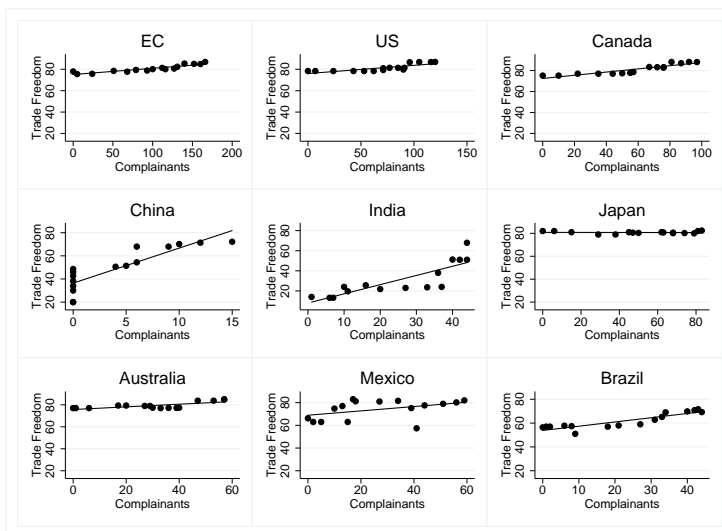 EC
Trade Freedom
20 40 60 80
0 50 100 150 200
Complainants
US
Trade Freedom
20 40 60 80
0 50 100 150
Complainants
Canada
Trade Freedom
20 40 60 80
0 20 40 60 80 100
Complainants
China
Trade Freedom
20 40 60 80
0 5 10 15
Complainants
India
Trade Freedom
20 40 60 80
0 10 20 30 40
Complainants
Japan
Trade Freedom
20 40 60 80
0 20 40 60 80
Complainants
Australia
Trade Freedom
20 40 60 80
0 20 40 60
Complainants
Mexico
Trade Freedom
20 40 60 80
0 20 40 60
Complainants
Brazil
Trade Freedom
20 40 60 80
0 10 20 30 40
Complainants